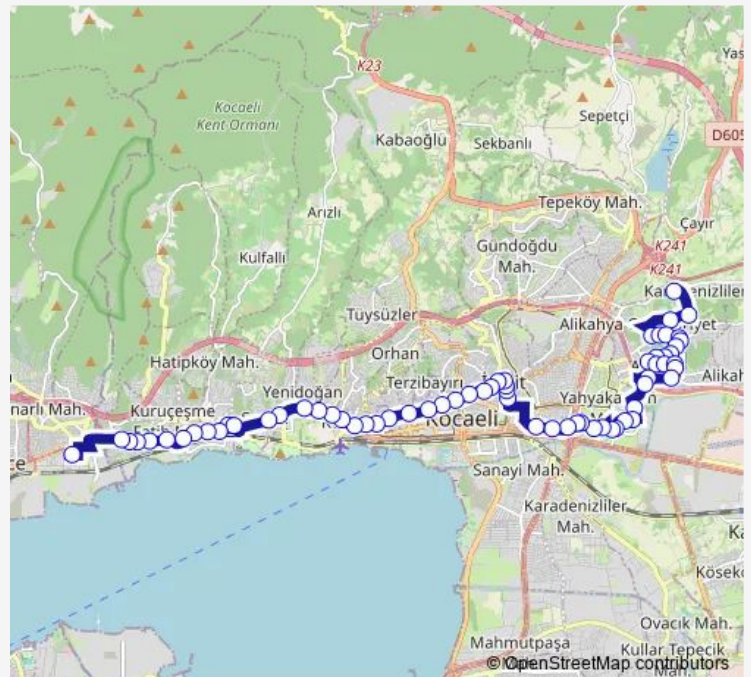 K23
Yas
Kocaeli
Kent Ormanı
Sepetçi
Kabaoğlu
Sekbanlı
D605
Arızlı
Tepeköy Mah.
Çayır
Kulfallı
Gündoğdu
Mah.
K241
K241
Tuysüzler
Alikahya
Hatipköy Mah.
Orhan
Terzibayırı
Alikah
Yenidoğan
narlı Mah.
Kuruçeşme
Yahyaka
Kocaeli
Sanayi Mah.
Karadenizliler
Mah.
Kösek
Ovacık Mah.
Mahmutpaşa
Kullar Tepecik
Mah.
© OpenStreetMap contributors